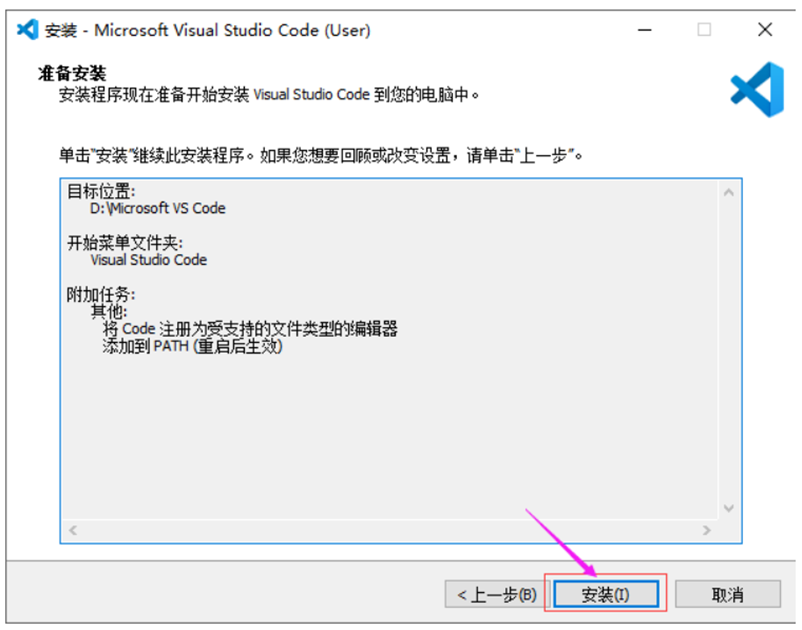 安装 - Microsoft Visual Studio Code (User)
准备安装
安装程序现在准备开始安装 Visual Studio Code 到您的电脑中。
单击“安装”继续此安装程序。如果您想要回顾或改变设置，请单击“上一步”。
目标位置:
D:\Microsoft VS Code
开始菜单文件夹:
Visual Studio Code
附加任务:
其他:
将 Code 注册为受支持的文件类型的编辑器
添加到 PATH (重启后生效)
< 上一步(B)
安装(I)
取消